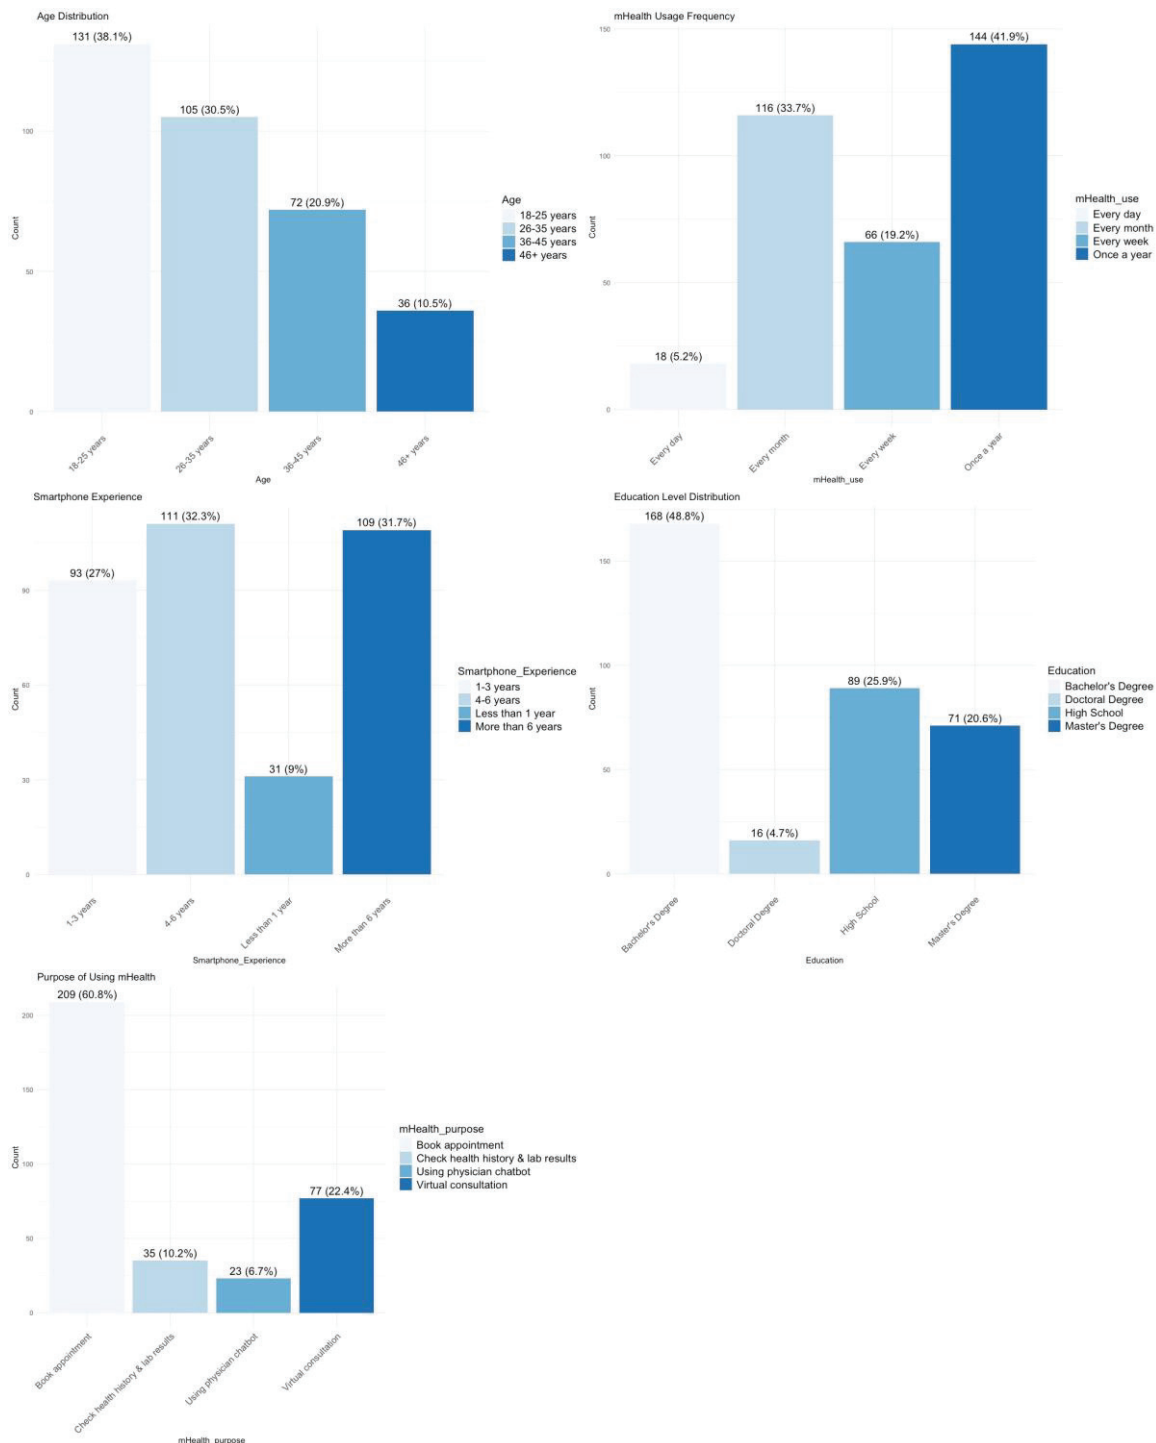 Age Distribution
131 (38.1%)
105 (30.5%)
72 (20.9%)
36 (10.5%)
100
50
0
Count
18-25 years
26-35 years
36-45 years
46+ years
Age
Age
18-25 years
26-35 years
36-45 years
46+ years
mHealth Usage Frequency
150
144 (41.9%)
116 (33.7%)
66 (19.2%)
18 (5.2%)
100
50
0
Count
Every day
Every month
Every week
Once a year
mHealth_use
mHealth_use
Every day
Every month
Every week
Once a year
Smartphone Experience
111 (32.3%)
109 (31.7%)
93 (27%)
31 (9%)
90
60
30
0
Count
1-3 years
4-6 years
Less than 1 year
More than 6 years
Smartphone_Experience
Smartphone_Experience
1-3 years
4-6 years
Less than 1 year
More than 6 years
Education Level Distribution
168 (48.8%)
89 (25.9%)
71 (20.6%)
16 (4.7%)
150
100
50
0
Count
Bachelor's Degree
Doctoral Degree
High School
Master's Degree
Education
Education
Bachelor's Degree
Doctoral Degree
High School
Master's Degree
Purpose of Using mHealth
209 (60.8%)
77 (22.4%)
35 (10.2%)
23 (6.7%)
200
150
100
50
0
Count
Book appointment
Check health history & lab results
Using physician chatbot
Virtual consultation
mHealth_purpose
mHealth_purpose
Book appointment
Check health history & lab results
Using physician chatbot
Virtual consultation